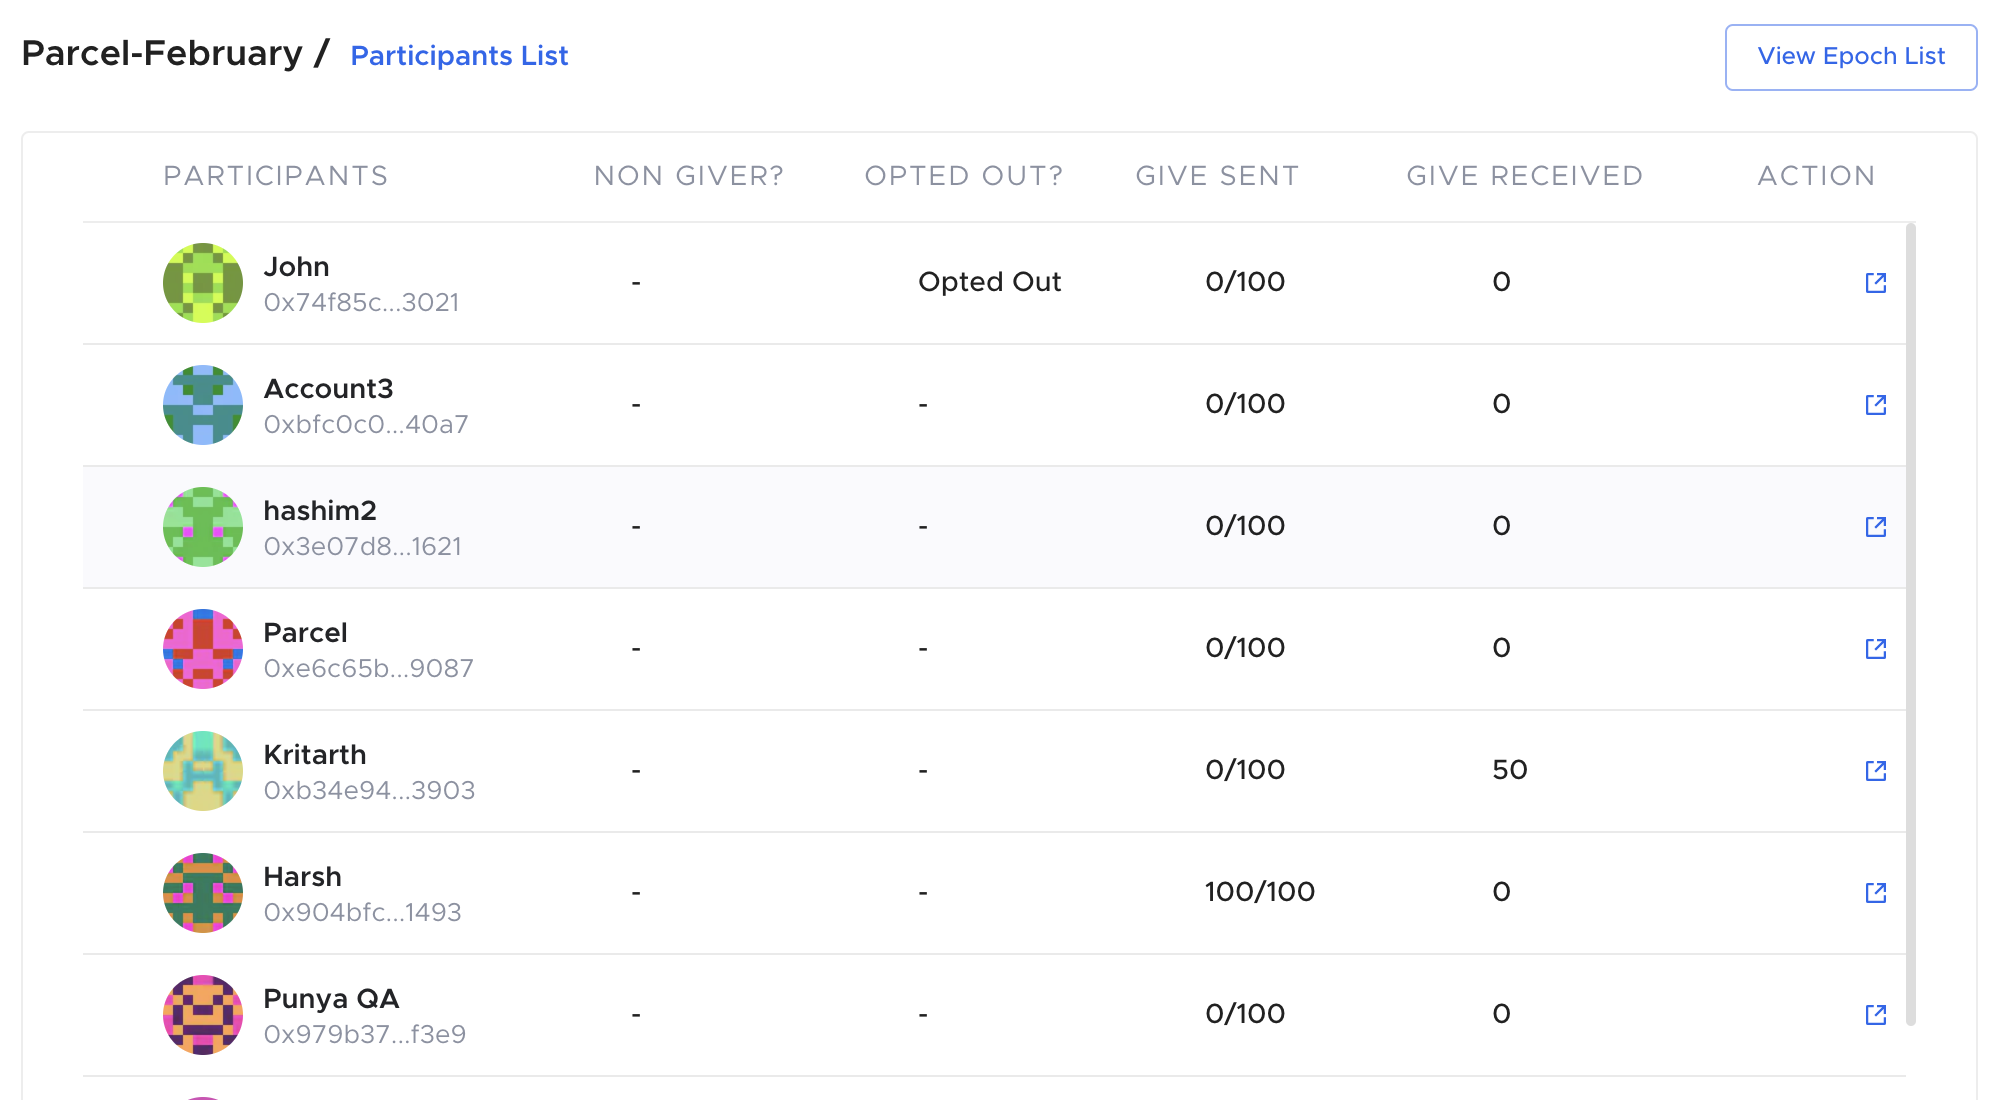 Parcel-February / Participants List View Epoch List
PARTICIPANTS NON GIVER? OPTED OUT? GIVE SENT GIVE RECEIVED ACTION
John
0x74f85c...3021
- Opted Out 0/100 0
Account3
0xbfc0c0...40a7
- - 0/100 0
hashim2
0x3e07d8...1621
- - 0/100 0
Parcel
0xe6c65b...9087
- - 0/100 0
Kritarth
0xb34e94...3903
- - 0/100 50
Harsh
0x904bfc...1493
- - 100/100 0
Punya QA
0x979b37...f3e9
- - 0/100 0